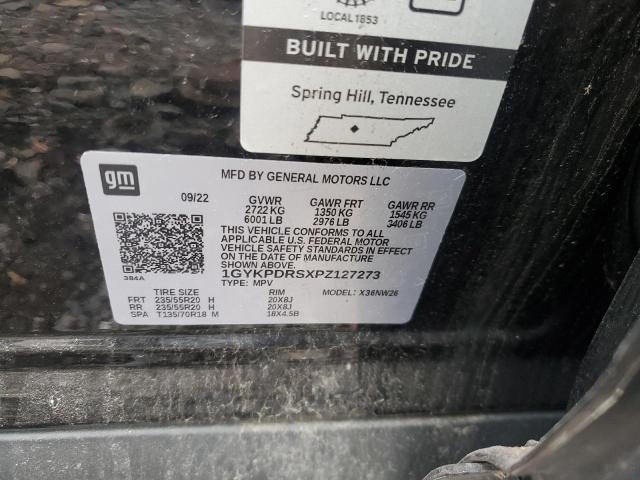 LOCAL 1853
BUILT WITH PRIDE
Spring Hill, Tennessee
gm
MFD BY GENERAL MOTORS LLC
09/22 GVWR GAWR FRT GAWR RR
2722 KG 1350 KG 1545 KG
6001 LB 2976 LB 3406 LB
THIS VEHICLE CONFORMS TO ALL
APPLICABLE U.S. FEDERAL MOTOR
VEHICLE SAFETY STANDARDS IN EFFECT
ON THE DATE OF MANUFACTURE
SHOWN ABOVE.
384A
1GYKPDRSXPZ127273
TYPE: MPV MODEL: X36NW26
TIRE SIZE RIM
FRT 235/55R20 H 20X8J
RR 235/55R20 H 20X8J
SPA T135/70R18 M 18X4.5B